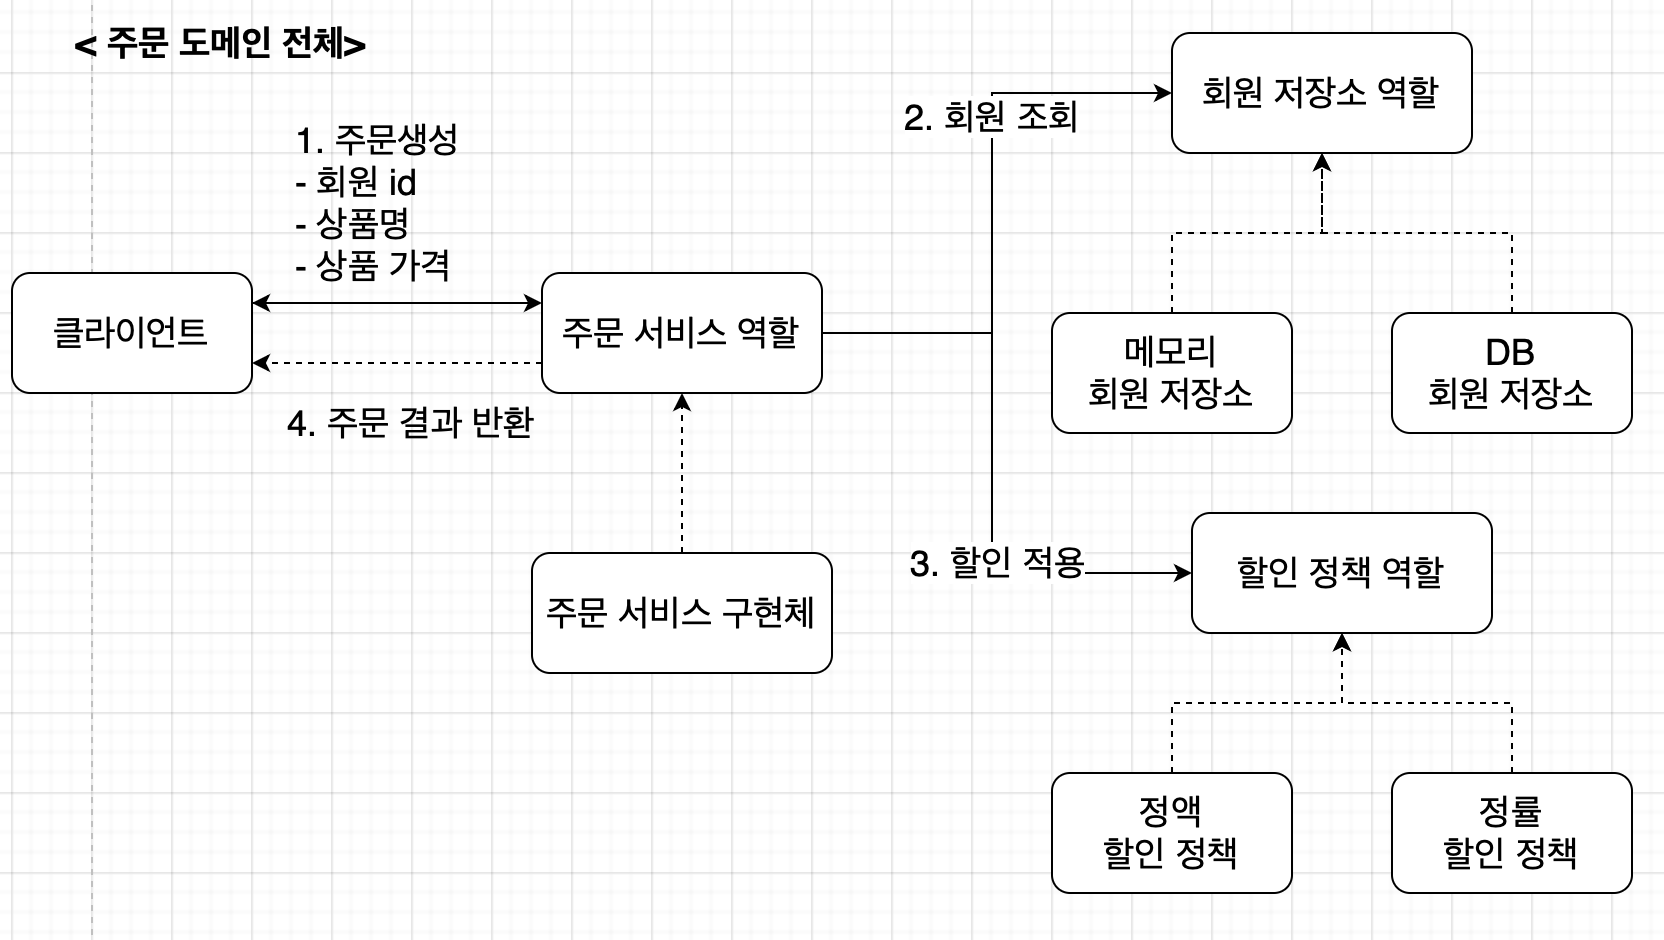 < 주문 도메인 전체>
1. 주문생성
- 회원 id
- 상품명
- 상품 가격
클라이언트
주문 서비스 역할
4. 주문 결과 반환
주문 서비스 구현체
2. 회원 조회
회원 저장소 역할
메모리
회원 저장소
DB
회원 저장소
3. 할인 적용
할인 정책 역할
정액
할인 정책
정률
할인 정책